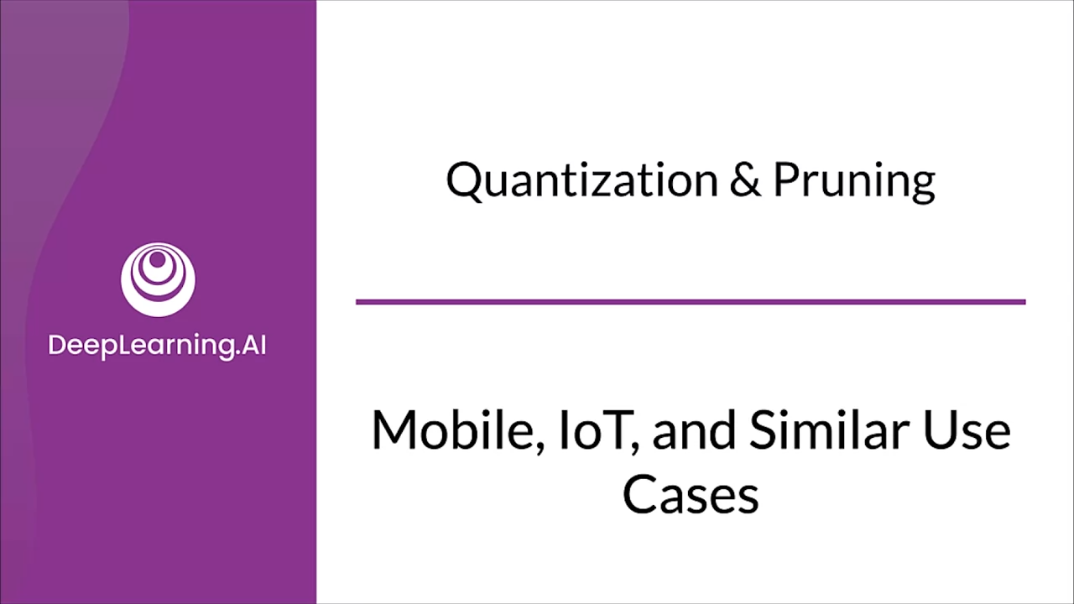 Quantization & Pruning
DeepLearning.AI
Mobile, IoT, and Similar Use
Cases